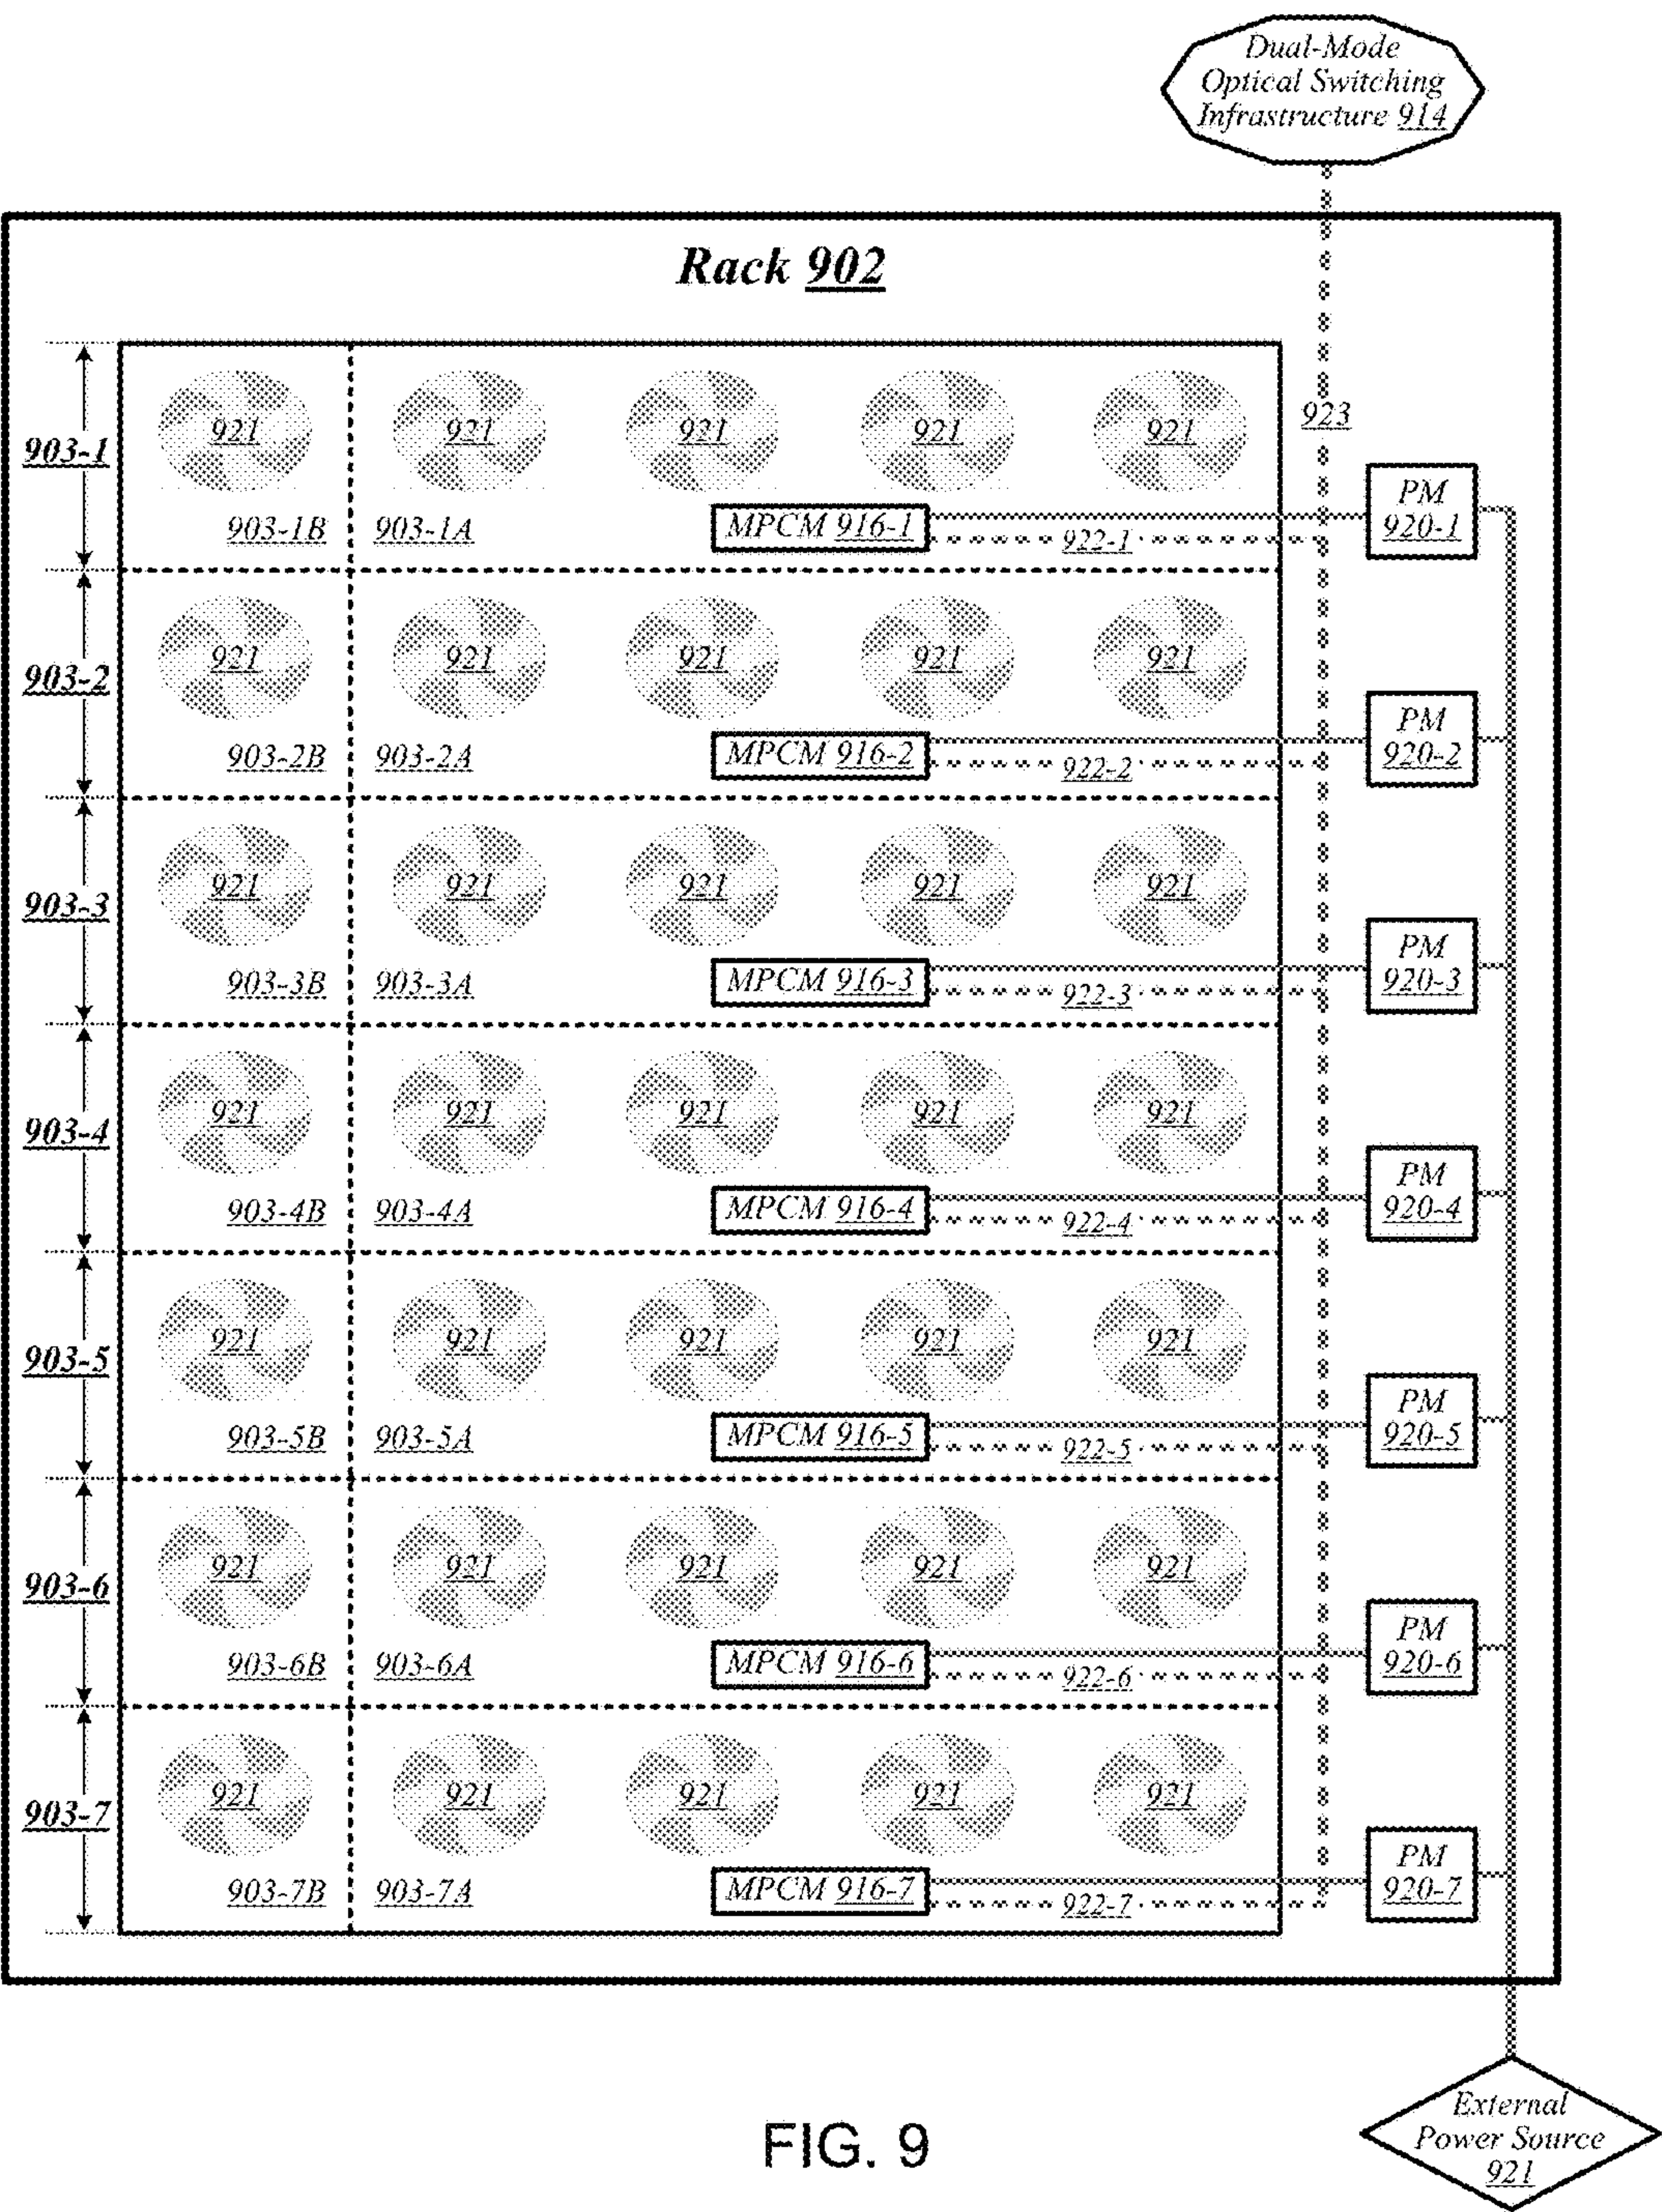 Dual-Mode
Optical Switching
Infrastructure 914
Rack 902
903-1
921 921 921 921 921
923
903-1B 903-1A
MPCM 916-1
922-1
PM
920-1
903-2
921 921 921 921 921
903-2B 903-2A
MPCM 916-2
922-2
PM
920-2
903-3
921 921 921 921 921
903-3B 903-3A
MPCM 916-3
922-3
PM
920-3
903-4
921 921 921 921 921
903-4B 903-4A
MPCM 916-4
922-4
PM
920-4
903-5
921 921 921 921 921
903-5B 903-5A
MPCM 916-5
922-5
PM
920-5
903-6
921 921 921 921 921
903-6B 903-6A
MPCM 916-6
922-6
PM
920-6
903-7
921 921 921 921 921
903-7B 903-7A
MPCM 916-7
922-7
PM
920-7
External
Power Source
921
FIG. 9